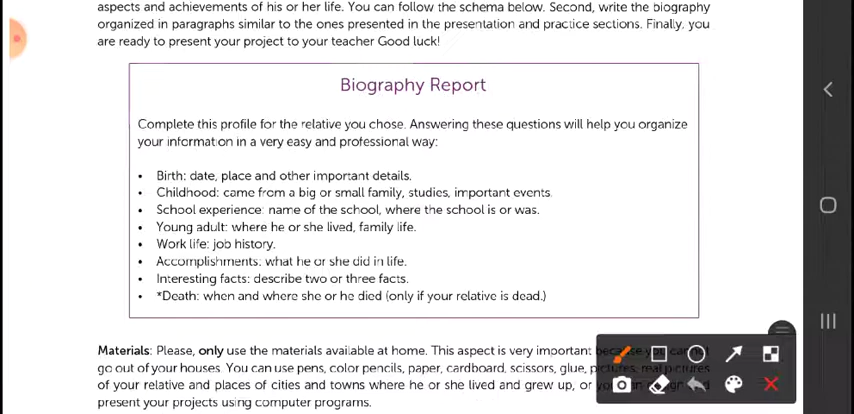 aspects and achievements of his or her life. You can follow the schema below. Second, write the biography
organized in paragraphs similar to the ones presented in the presentation and practice sections. Finally, you
are ready to present your project to your teacher Good luck!
Biography Report
Complete this profile for the relative you chose. Answering these questions will help you organize
your information in a very easy and professional way:
• Birth: date, place and other important details.
• Childhood: came from a big or small family, studies, important events.
• School experience: name of the school, where the school is or was.
• Young adult: where he or she lived, family life.
• Work life: job history.
• Accomplishments: what he or she did in life.
• Interesting facts: describe two or three facts.
• *Death: when and where she or he died (only if your relative is dead.)
Materials: Please, only use the materials available at home. This aspect is very important because you cannot
go out of your houses. You can use pens, color pencils, paper, cardboard, scissors, glue, pictures, real pictures
of your relative and places of cities and towns where he or she lived and grew up, or
present your projects using computer programs.